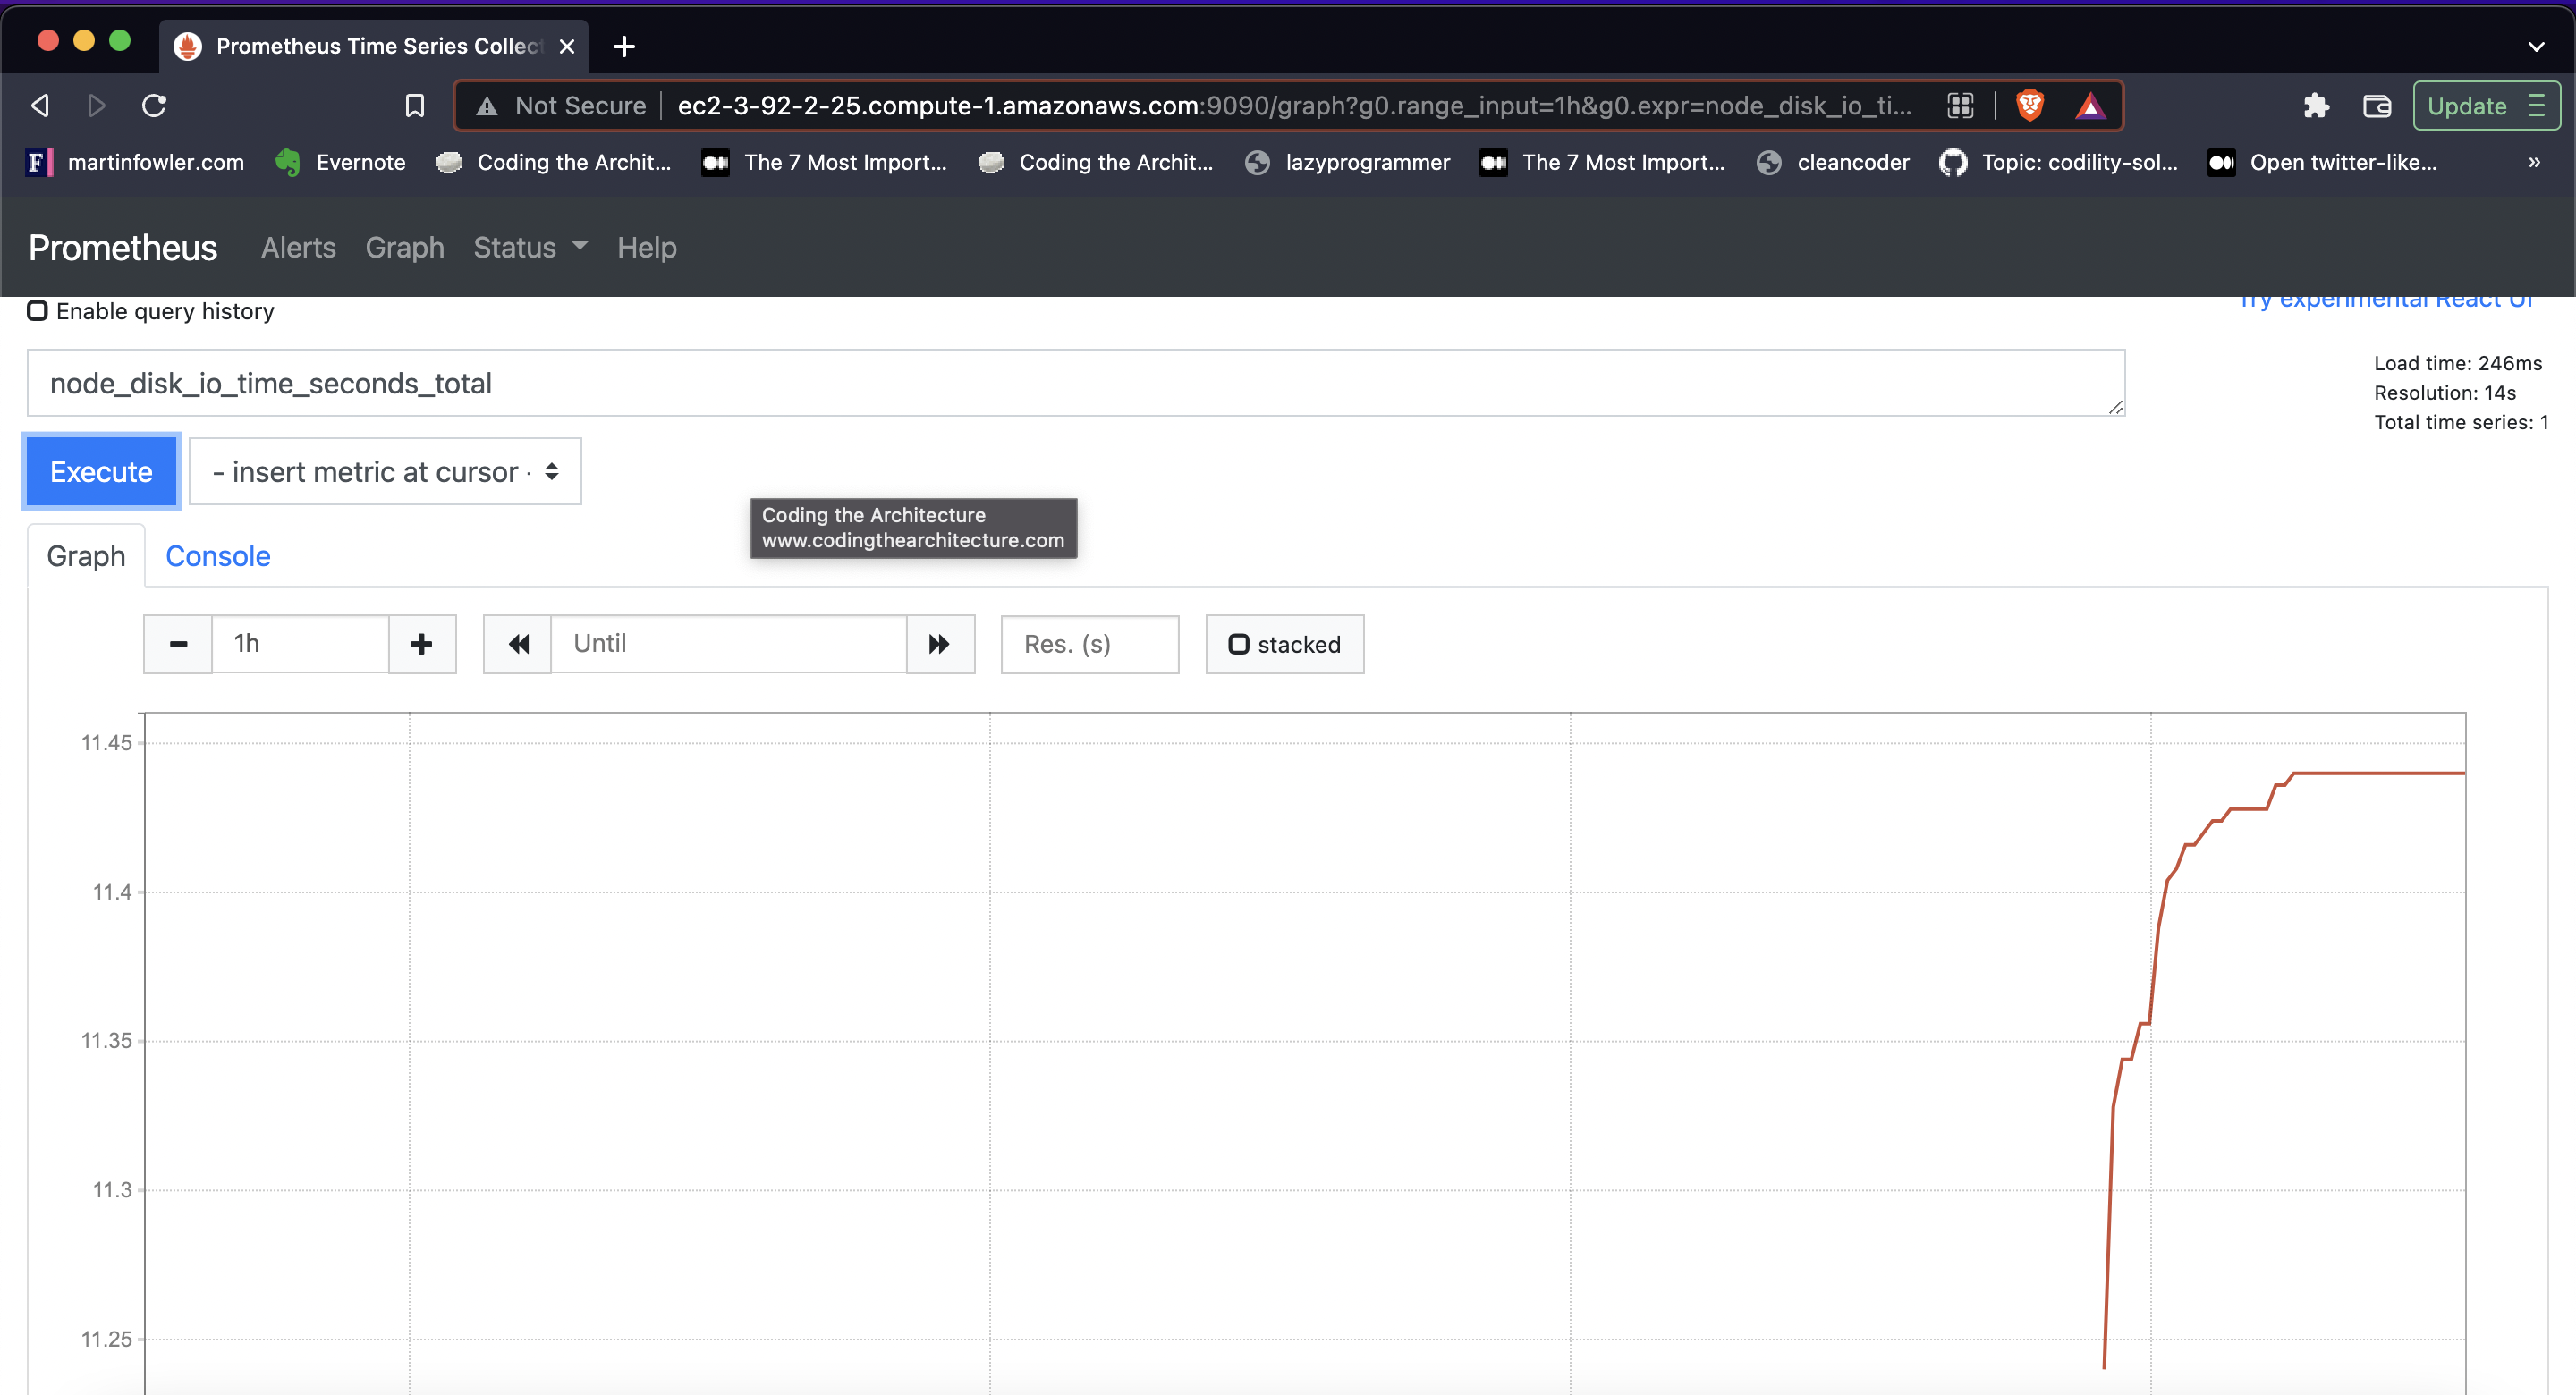 Prometheus Time Series Collect
Not Secure ec2-3-92-2-25.compute-1.amazonaws.com:9090/graph?g0.range_input=1h&g0.expr=node_disk_io_ti...
Update
martinfowler.com Evernote Coding the Archit... The 7 Most Import... Coding the Archit... lazyprogrammer The 7 Most Import... cleancoder Topic: codility-sol... Open twitter-like... »
Prometheus Alerts Graph Status Help
Try experimental React UI
Enable query history
node_disk_io_time_seconds_total
Load time: 246ms
Resolution: 14s
Total time series: 1
Execute - insert metric at cursor -
Coding the Architecture
www.codingthearchitecture.com
Graph Console
1h Until Res. (s) stacked
11.45
11.4
11.35
11.3
11.25